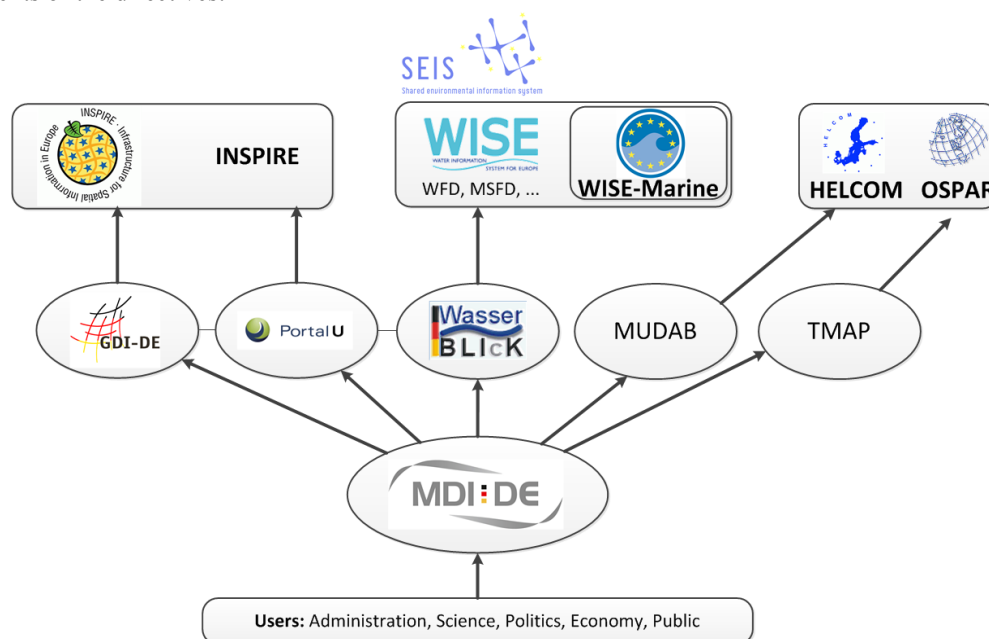 SEIS
Shared environmental information system
INSPIRE - Infrastructure for Spatial Information in Europe
INSPIRE
WISE
WATER INFORMATION
SYSTEM FOR EUROPE
WFD, MSFD, ...
WISE-Marine
HELCOM
HELCOM
OSPAR
GDI-DE
PortalU
Wasser
BLIcK
MUDAB
TMAP
MDI:DE
Users: Administration, Science, Politics, Economy, Public